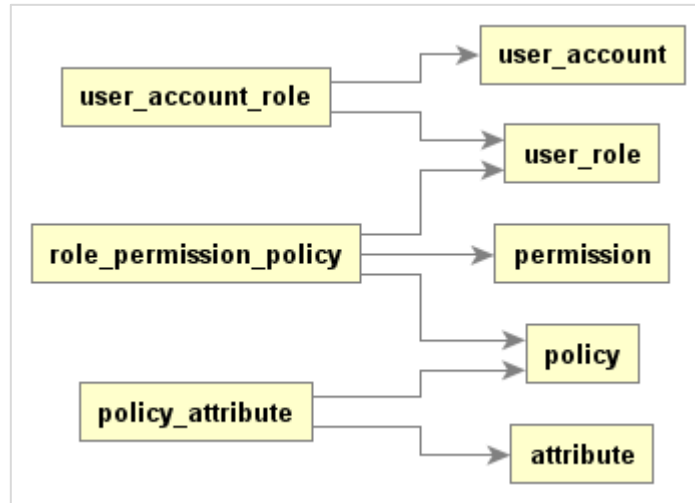 user_account
user_account_role
user_role
role_permission_policy
permission
policy
policy_attribute
attribute